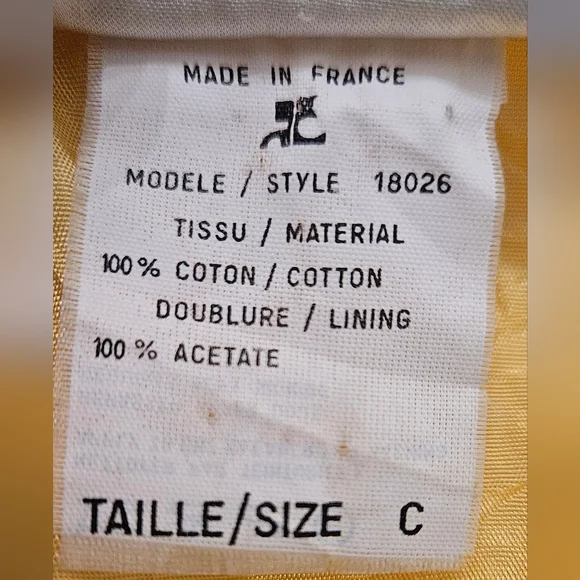 MADE IN FRANCE
MODELE / STYLE 18026
TISSU / MATERIAL
100% COTON / COTTON
DOUBLURE / LINING
100% ACETATE
TAILLE/SIZE C